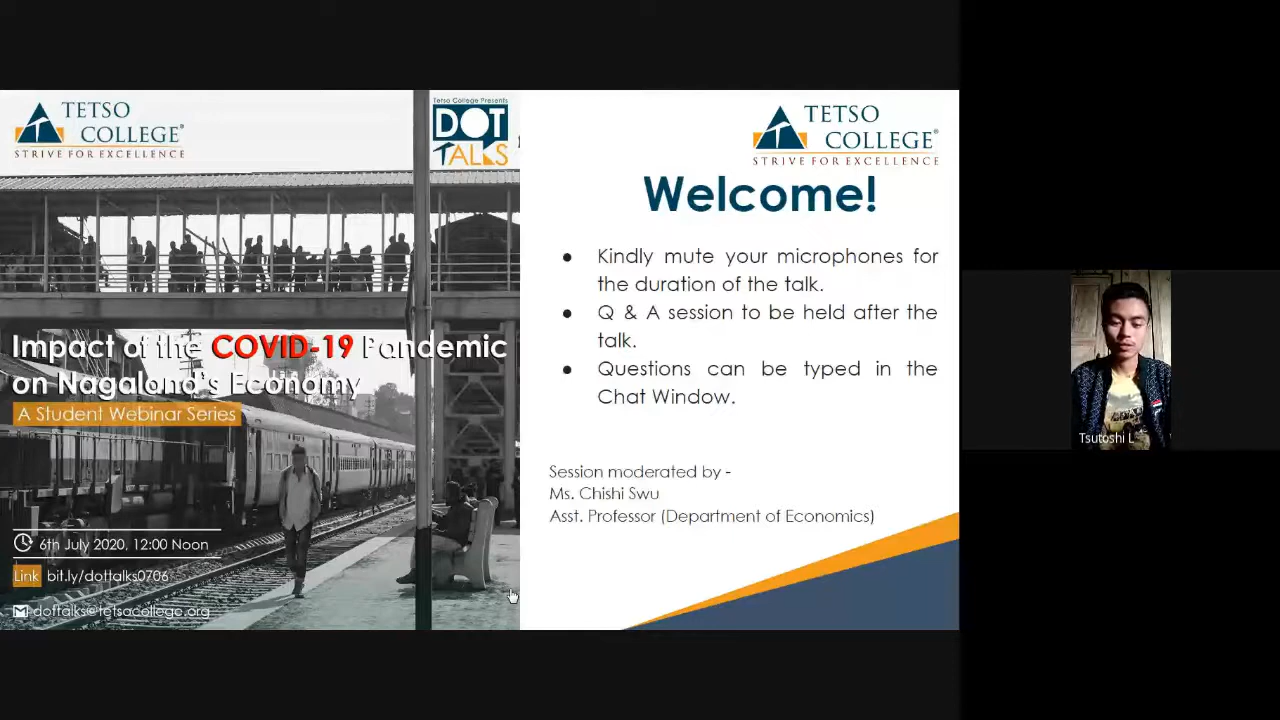 TETSO
COLLEGE®
STRIVE FOR EXCELLENCE
Tetso College Presents
DOT
TALKS
Impact of the COVID-19 Pandemic
on Nagaland's Economy
A Student Webinar Series
6th July 2020, 12:00 Noon
Link bit.ly/dottalks0706
dottalks@tetsocollege.org
TETSO
COLLEGE®
STRIVE FOR EXCELLENCE
Welcome!
● Kindly mute your microphones for
the duration of the talk.
● Q & A session to be held after the
talk.
● Questions can be typed in the
Chat Window.
Session moderated by -
Ms. Chishi Swu
Asst. Professor (Department of Economics)
Tsutoshi L